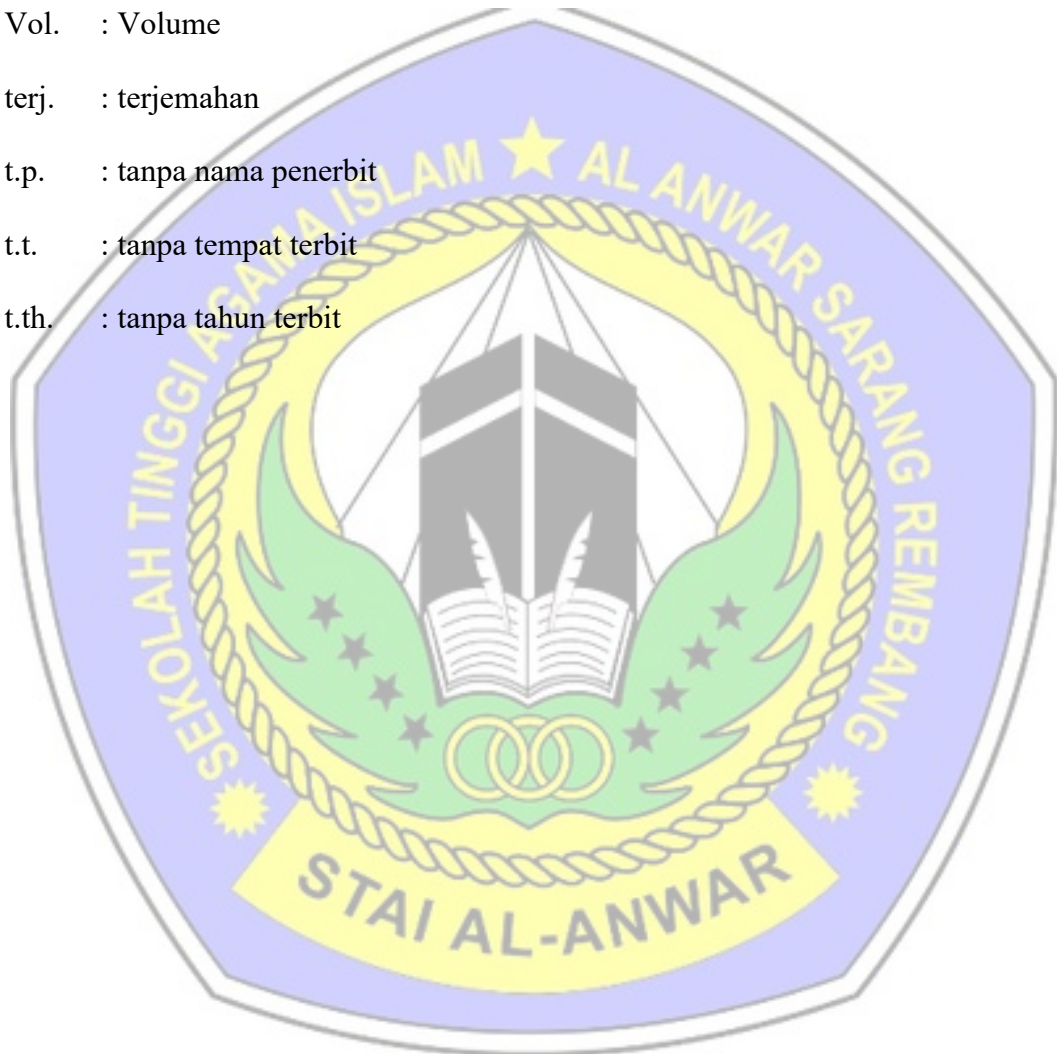 Vol. : Volume
terj. : terjemahan
t.p. : tanpa nama penerbit
t.t. : tanpa tempat terbit
t.th. : tanpa tahun terbit
SEKOLAH TINGGI AGAMA ISLAM ★ AL ANWAR SARANG REMBANG
STAI AL-ANWAR